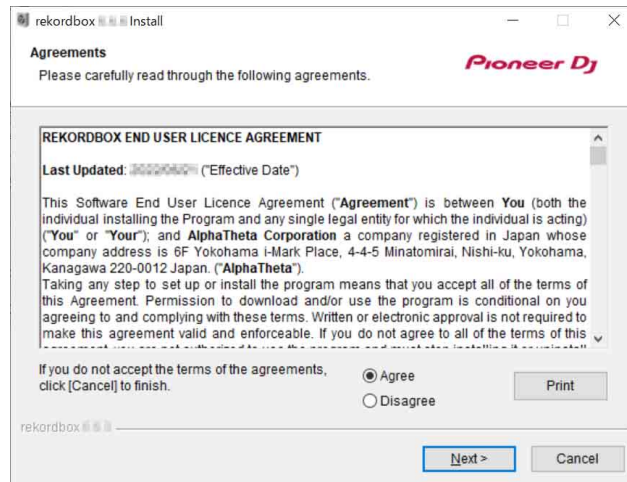 rekordbox Install
Agreements
Please carefully read through the following agreements.
Pioneer Dj
REKORDBOX END USER LICENCE AGREEMENT
Last Updated: ("Effective Date")
This Software End User Licence Agreement ("Agreement") is between You (both the
individual installing the Program and any single legal entity for which the individual is acting)
("You" or "Your"); and AlphaTheta Corporation a company registered in Japan whose
company address is 6F Yokohama i-Mark Place, 4-4-5 Minatomirai, Nishi-ku, Yokohama,
Kanagawa 220-0012 Japan. ("AlphaTheta").
Taking any step to set up or install the program means that you accept all of the terms of
this Agreement. Permission to download and/or use the program is conditional on you
agreeing to and complying with these terms. Written or electronic approval is not required to
make this agreement valid and enforceable. If you do not agree to all of the terms of this
If you do not accept the terms of the agreements,
click [Cancel] to finish.
Agree
Disagree
Print
rekordbox
Next >
Cancel